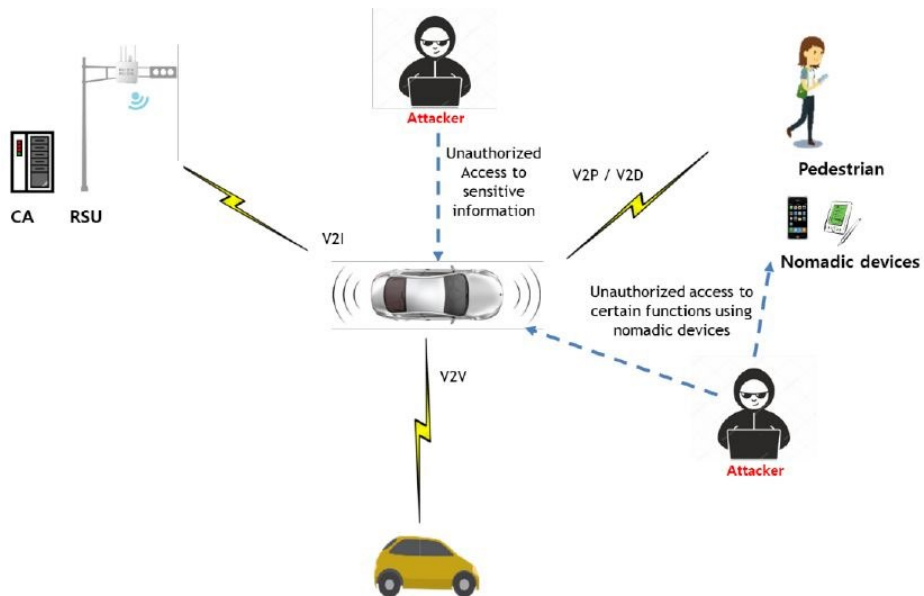 Attacker
Unauthorized
Access to
sensitive
information
V2P / V2D
Pedestrian
CA
RSU
V2I
Nomadic devices
Unauthorized access to
certain functions using
nomadic devices
V2V
Attacker